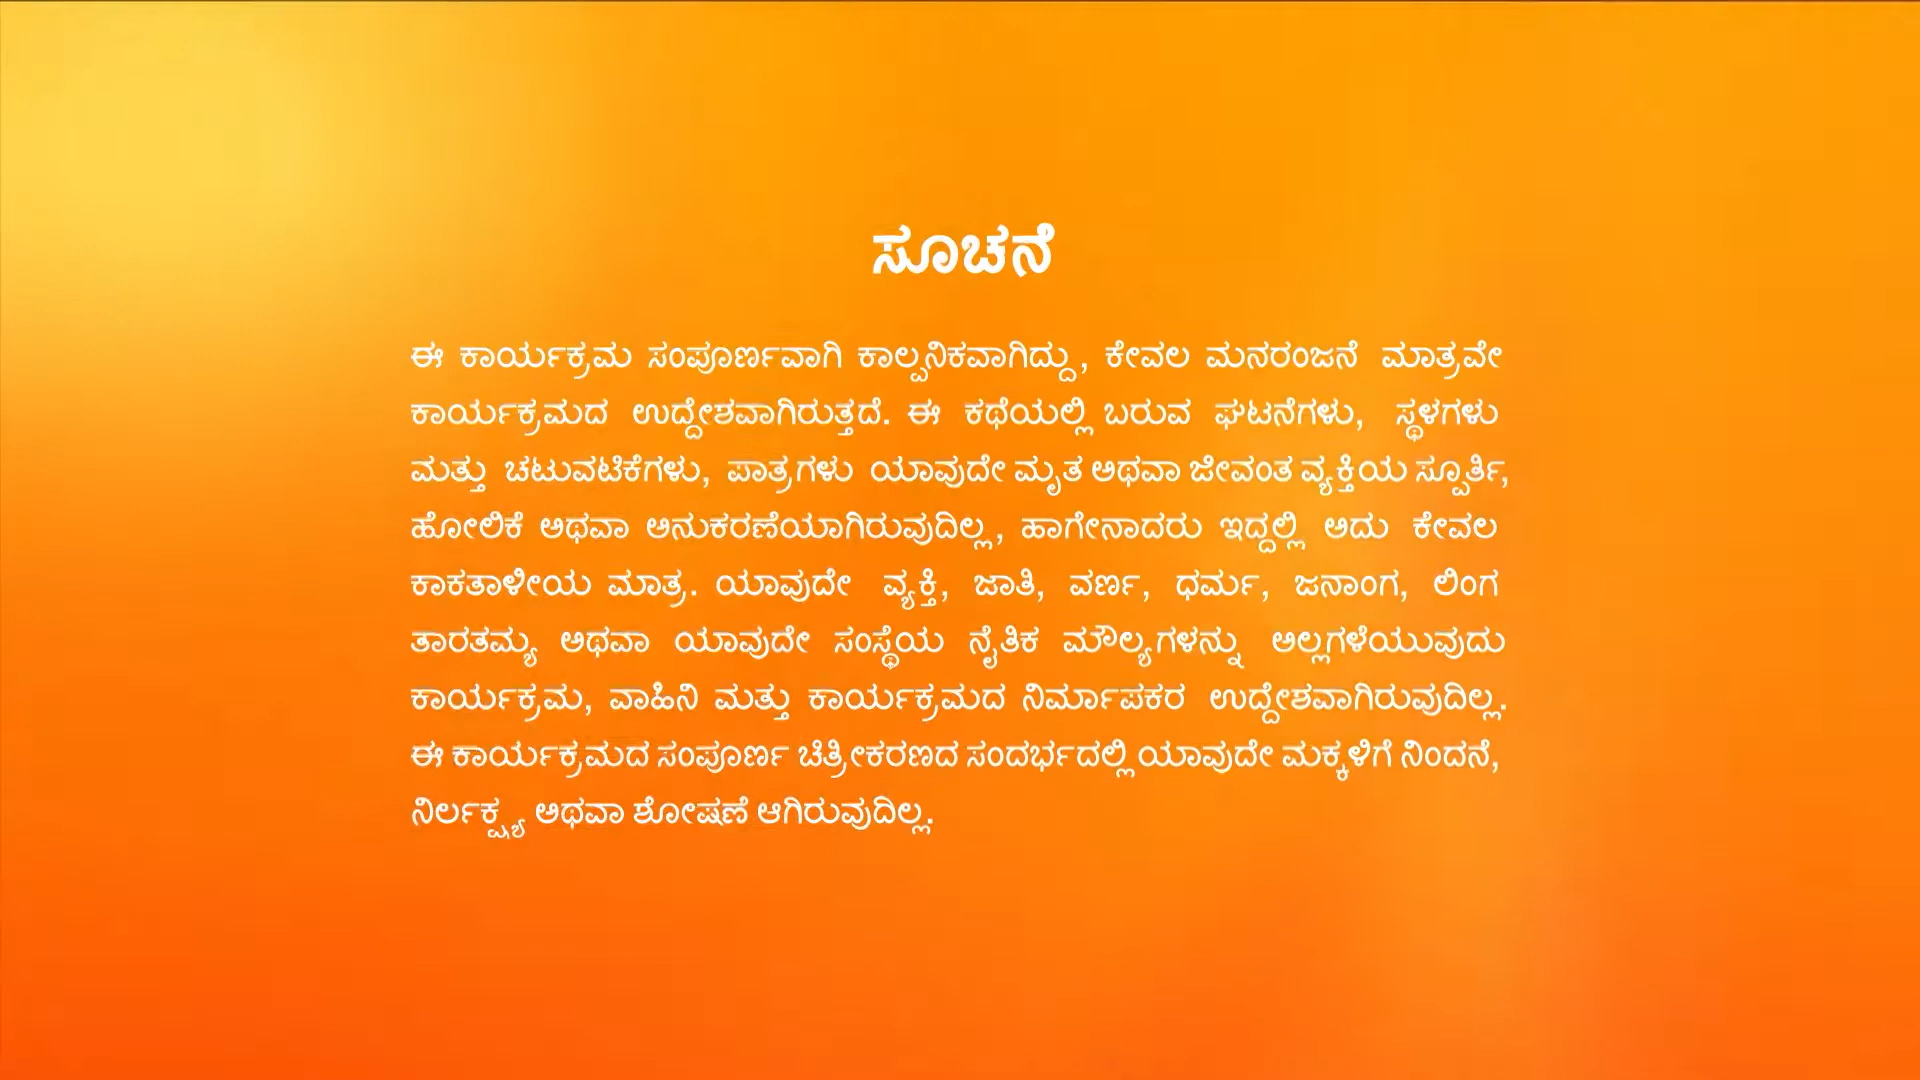 ಸೂಚನೆ
ಈ ಕಾರ್ಯಕ್ರಮ ಸಂಪೂರ್ಣವಾಗಿ ಕಾಲ್ಪನಿಕವಾಗಿದ್ದು, ಕೇವಲ ಮನರಂಜನೆ ಮಾತ್ರವೇ
ಕಾರ್ಯಕ್ರಮದ ಉದ್ದೇಶವಾಗಿರುತ್ತದೆ. ಈ ಕಥೆಯಲ್ಲಿ ಬರುವ ಘಟನೆಗಳು, ಸ್ಥಳಗಳು
ಮತ್ತು ಚಟುವಟಿಕೆಗಳು, ಪಾತ್ರಗಳು ಯಾವುದೇ ಮೃತ ಅಥವಾ ಜೀವಂತ ವ್ಯಕ್ತಿಯ ಸ್ಪೂರ್ತಿ,
ಹೋಲಿಕೆ ಅಥವಾ ಅನುಕರಣೆಯಾಗಿರುವುದಿಲ್ಲ, ಹಾಗೇನಾದರು ಇದ್ದಲ್ಲಿ ಅದು ಕೇವಲ
ಕಾಕತಾಳೀಯ ಮಾತ್ರ. ಯಾವುದೇ ವ್ಯಕ್ತಿ, ಜಾತಿ, ವರ್ಣ, ಧರ್ಮ, ಜನಾಂಗ, ಲಿಂಗ
ತಾರತಮ್ಯ ಅಥವಾ ಯಾವುದೇ ಸಂಸ್ಥೆಯ ನೈತಿಕ ಮೌಲ್ಯಗಳನ್ನು ಅಲ್ಲಗಳೆಯುವುದು
ಕಾರ್ಯಕ್ರಮ, ವಾಹಿನಿ ಮತ್ತು ಕಾರ್ಯಕ್ರಮದ ನಿರ್ಮಾಪಕರ ಉದ್ದೇಶವಾಗಿರುವುದಿಲ್ಲ.
ಈ ಕಾರ್ಯಕ್ರಮದ ಸಂಪೂರ್ಣ ಚಿತ್ರೀಕರಣದ ಸಂದರ್ಭದಲ್ಲಿ ಯಾವುದೇ ಮಕ್ಕಳಿಗೆ ನಿಂದನೆ,
ನಿರ್ಲಕ್ಷ್ಯ ಅಥವಾ ಶೋಷಣೆ ಆಗಿರುವುದಿಲ್ಲ.